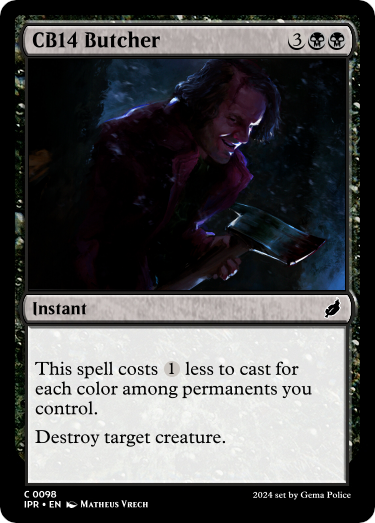 CB14 Butcher 3
Instant
This spell costs 1 less to cast for
each color among permanents you
control.
Destroy target creature.
C 0098
IPR • EN Matheus Vrech
2024 set by Gema Police